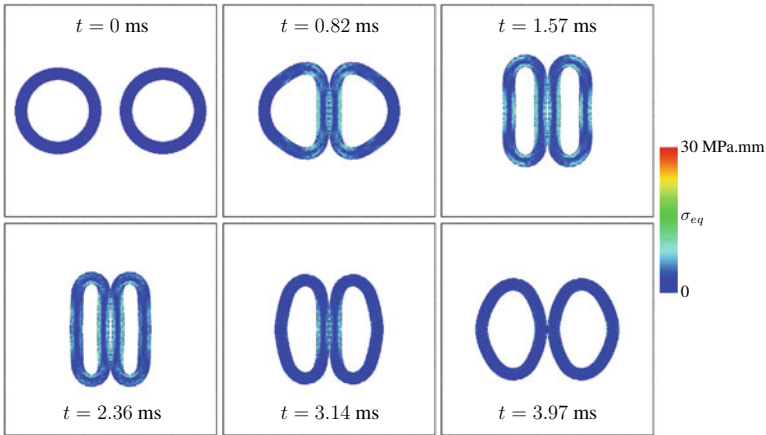 t = 0 ms
t = 0.82 ms
t = 1.57 ms
30 MPa.mm
σ_eq
0
t = 2.36 ms
t = 3.14 ms
t = 3.97 ms